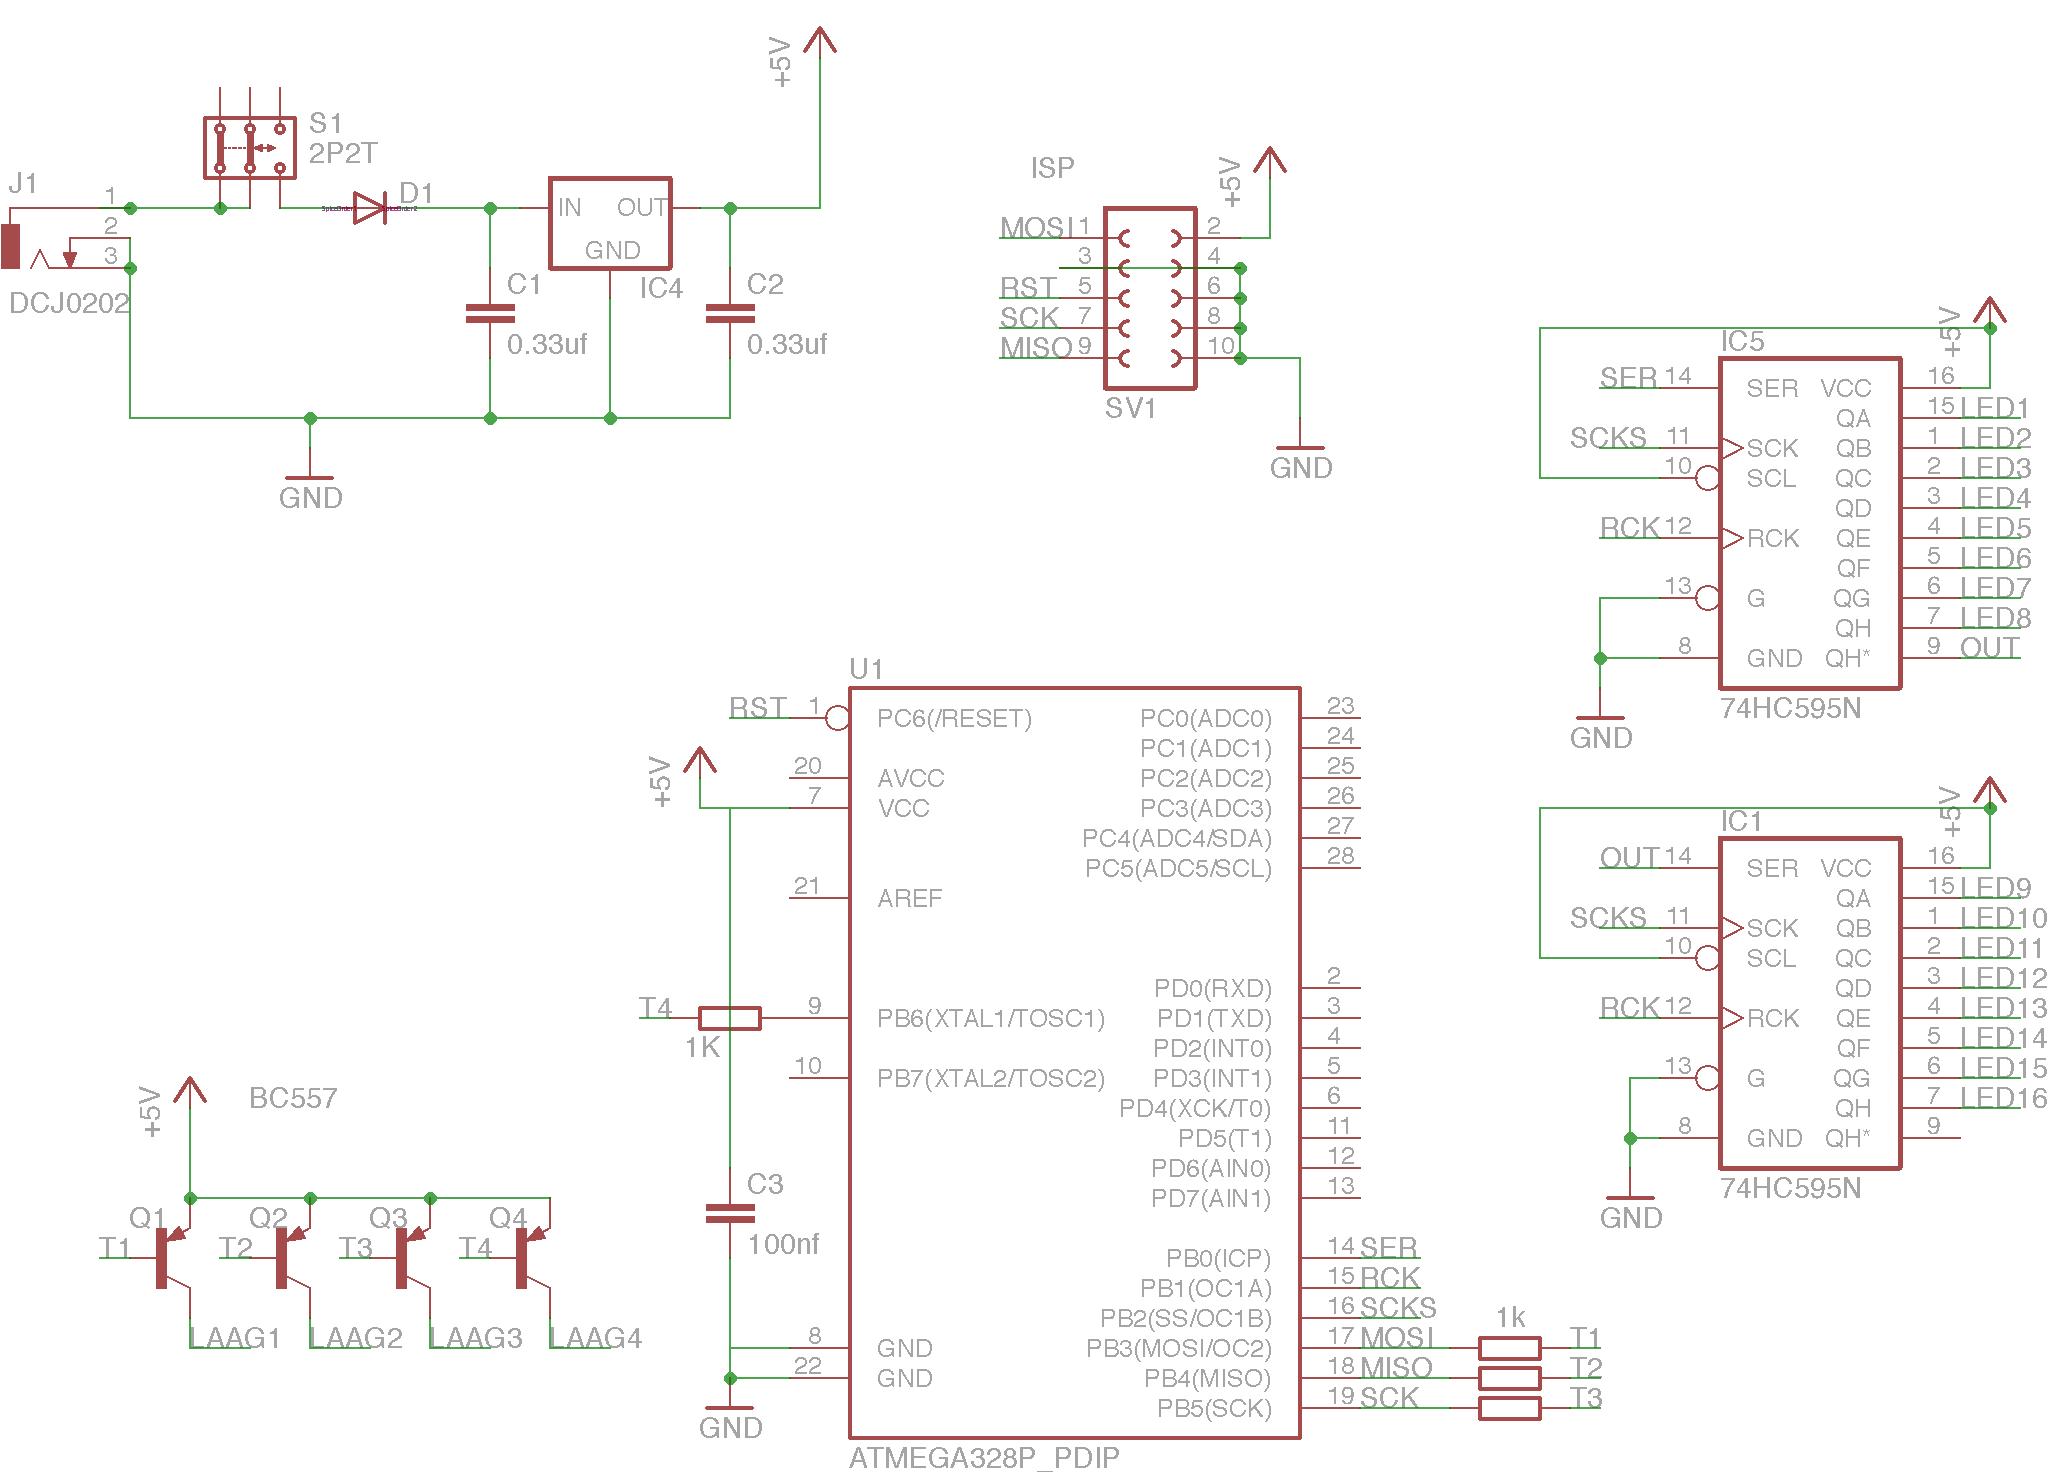 +5V
S1
2P2T
J1
1
2
3
DCJ0202
D1
IN
OUT
GND
IC4
C1
0.33uf
C2
0.33uf
GND
ISP
+5V
MOSI 1
2
3
4
RST 5
6
SCK 7
8
MISO 9
10
SV1
GND
+5V
IC5
SER 14 SER VCC 16
QA 15 LED1
SCKS 11 SCK QB 1 LED2
10 SCL QC 2 LED3
QD 3 LED4
RCK 12 RCK QE 4 LED5
QF 5 LED6
13 G QG 6 LED7
QH 7 LED8
8 GND QH* 9 OUT
74HC595N
GND
+5V
IC1
OUT 14 SER VCC 16
QA 15 LED9
SCKS 11 SCK QB 1 LED10
10 SCL QC 2 LED11
QD 3 LED12
RCK 12 RCK QE 4 LED13
QF 5 LED14
13 G QG 6 LED15
QH 7 LED16
8 GND QH* 9
74HC595N
GND
U1
RST 1 PC6(/RESET) PC0(ADC0) 23
PC1(ADC1) 24
+5V
20 AVCC PC2(ADC2) 25
7 VCC PC3(ADC3) 26
PC4(ADC4/SDA) 27
PC5(ADC5/SCL) 28
21 AREF
PD0(RXD) 2
T4 9 PB6(XTAL1/TOSC1) PD1(TXD) 3
1K
PD2(INT0) 4
10 PB7(XTAL2/TOSC2) PD3(INT1) 5
PD4(XCK/T0) 6
PD5(T1) 11
PD6(AIN0) 12
PD7(AIN1) 13
C3
100nf
PB0(ICP) 14 SER
PB1(OC1A) 15 RCK
PB2(SS/OC1B) 16 SCKS
8 GND PB3(MOSI/OC2) 17 MOSI
22 GND PB4(MISO) 18 MISO
PB5(SCK) 19 SCK
1k
T1
T2
T3
GND
ATMEGA328P_PDIP
+5V
BC557
Q1 Q2 Q3 Q4
T1 T2 T3 T4
LAAG1 LAAG2 LAAG3 LAAG4